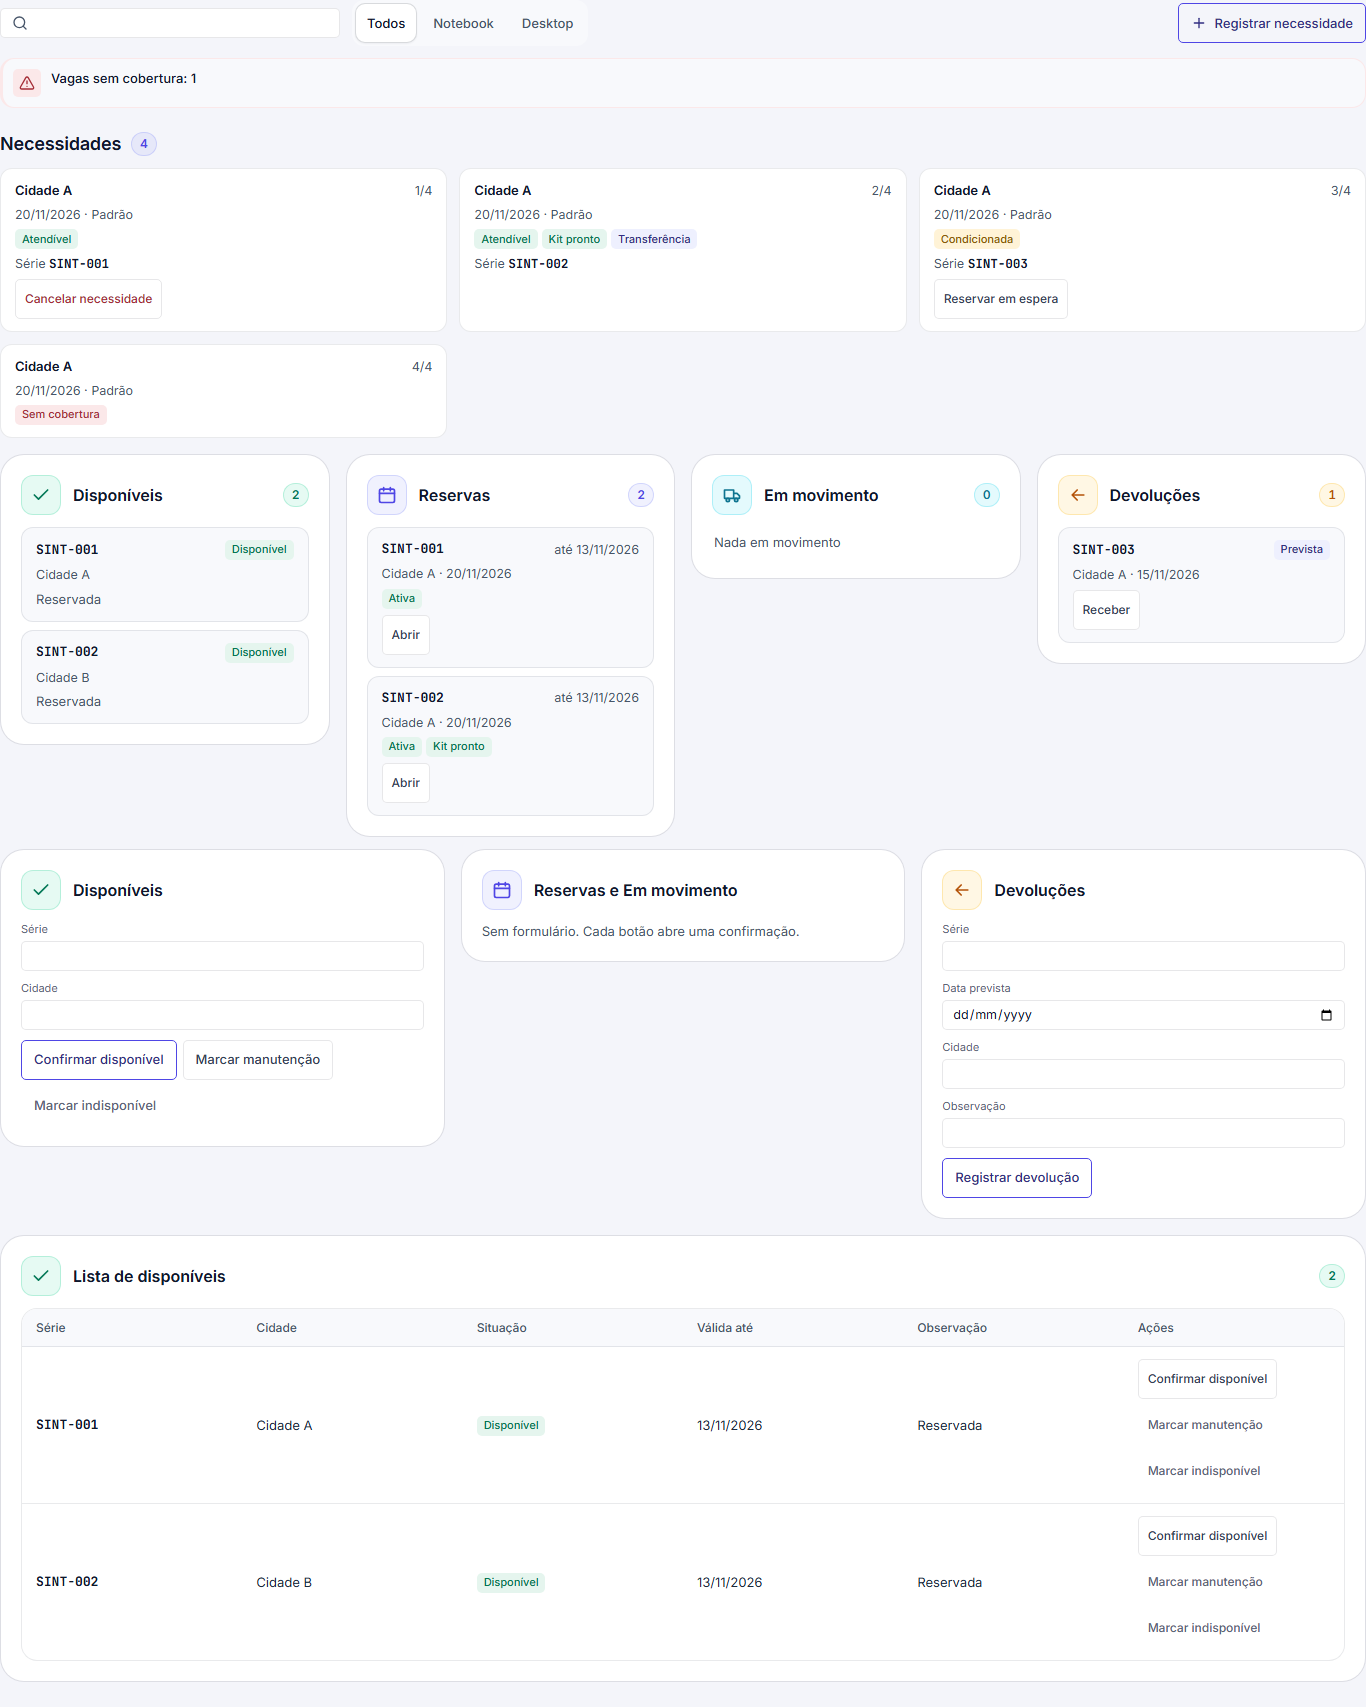 Todos Notebook Desktop
Registrar necessidade
Vagas sem cobertura: 1
Necessidades 4
Cidade A 1/4
20/11/2026 · Padrão
Atendível
Série SINT-001
Cancelar necessidade
Cidade A 2/4
20/11/2026 · Padrão
Atendível Kit pronto Transferência
Série SINT-002
Cidade A 3/4
20/11/2026 · Padrão
Condicionada
Série SINT-003
Reservar em espera
Cidade A 4/4
20/11/2026 · Padrão
Sem cobertura
Disponíveis 2
SINT-001 Disponível
Cidade A
Reservada
SINT-002 Disponível
Cidade B
Reservada
Reservas 2
SINT-001 até 13/11/2026
Cidade A · 20/11/2026
Ativa
Abrir
SINT-002 até 13/11/2026
Cidade A · 20/11/2026
Ativa Kit pronto
Abrir
Em movimento 0
Nada em movimento
Devoluções 1
SINT-003 Prevista
Cidade A · 15/11/2026
Receber
Disponíveis
Série
Cidade
Confirmar disponível Marcar manutenção
Marcar indisponível
Reservas e Em movimento
Sem formulário. Cada botão abre uma confirmação.
Devoluções
Série
Data prevista
dd/mm/yyyy
Cidade
Observação
Registrar devolução
Lista de disponíveis 2
Série Cidade Situação Válida até Observação Ações
SINT-001 Cidade A Disponível 13/11/2026 Reservada
Confirmar disponível
Marcar manutenção
Marcar indisponível
SINT-002 Cidade B Disponível 13/11/2026 Reservada
Confirmar disponível
Marcar manutenção
Marcar indisponível